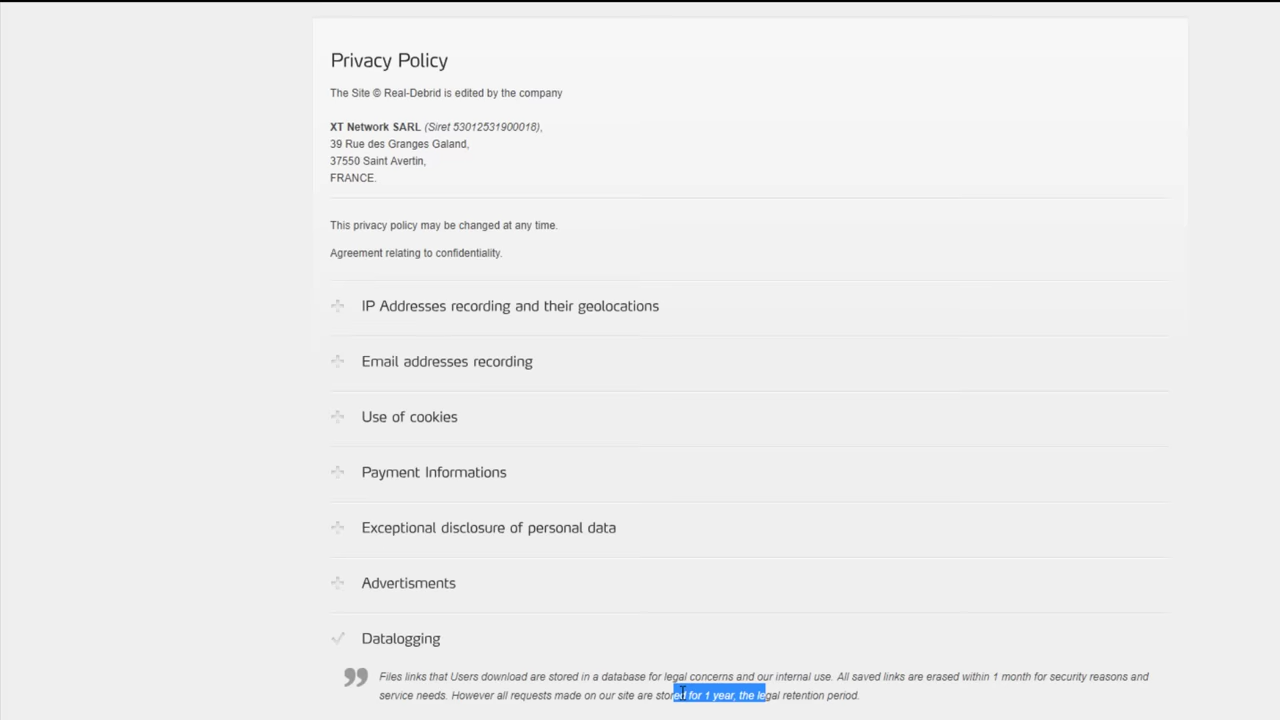 Privacy Policy
The Site © Real-Debrid is edited by the company
XT Network SARL (Siret 53012531900018),
39 Rue des Granges Galand,
37550 Saint Avertin,
FRANCE.
This privacy policy may be changed at any time.
Agreement relating to confidentiality.
IP Addresses recording and their geolocations
Email addresses recording
Use of cookies
Payment Informations
Exceptional disclosure of personal data
Advertisments
Datalogging
Files links that Users download are stored in a database for legal concerns and our internal use. All saved links are erased within 1 month for security reasons and
service needs. However all requests made on our site are stored for 1 year, the legal retention period.